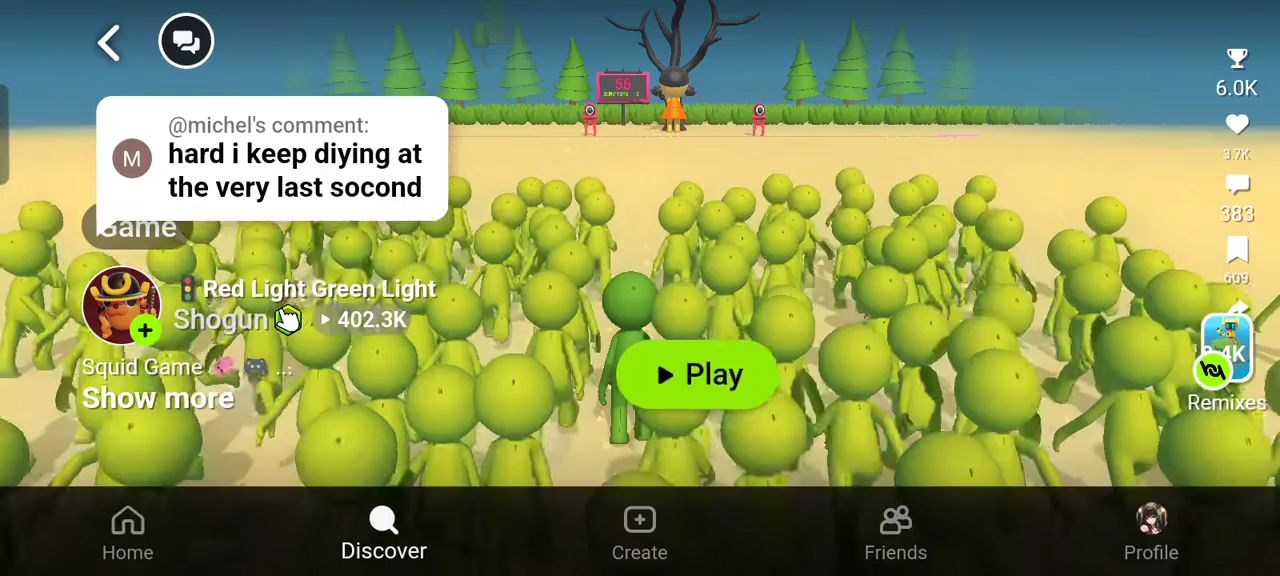 @michel's comment:
M
hard i keep diying at
the very last socond
Game
🚦Red Light Green Light
Shogun
402.3K
Squid Game 🦑 🎮 ...
Show more
56
Play
6.0K
3.7K
383
609
Remixes
Home
Discover
Create
Friends
Profile